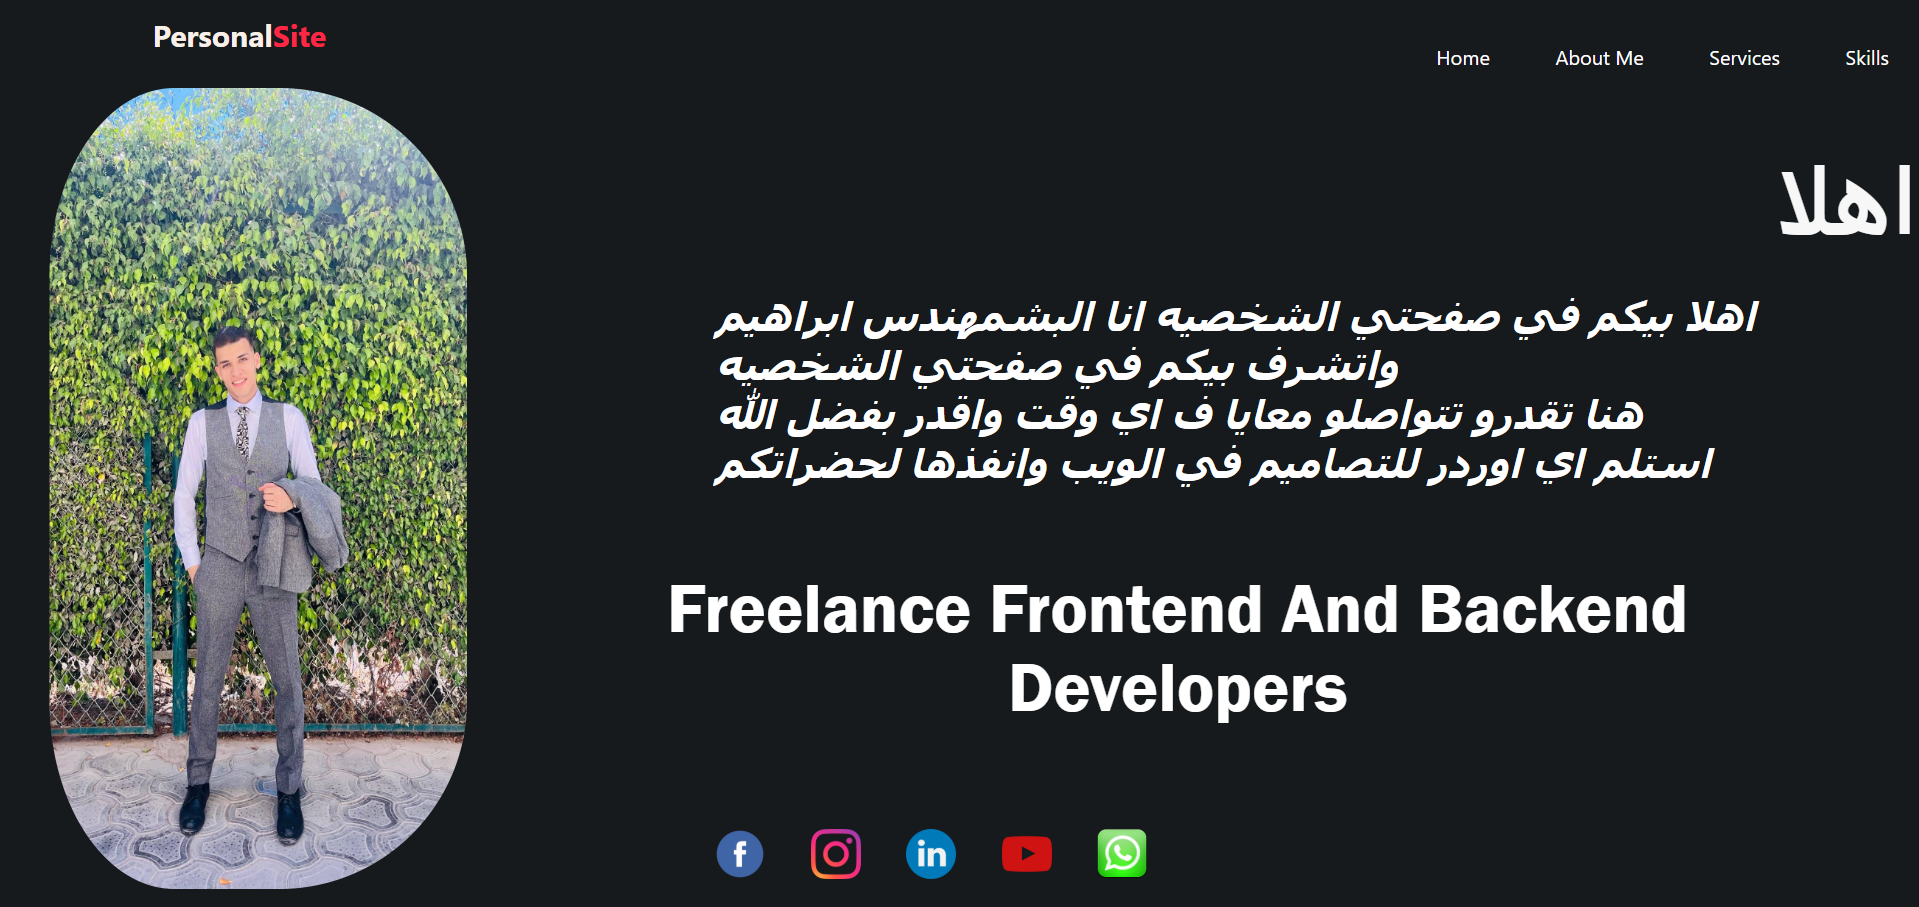 PersonalSite
Home
About Me
Services
Skills
اهلا
اهلا بيكم في صفحتي الشخصيه انا البشمهندس ابراهيم
واتشرف بيكم في صفحتي الشخصيه
هنا تقدرو تتواصلو معايا ف اي وقت واقدر بفضل الله
استلم اي اوردر للتصاميم في الويب وانفذها لحضراتكم
Freelance Frontend And Backend
Developers